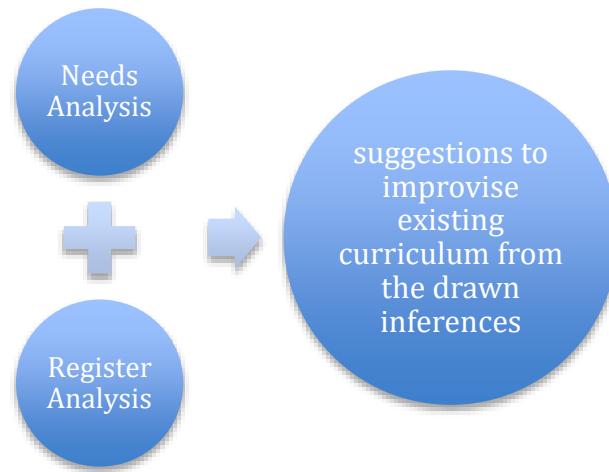 Needs
Analysis
Register
Analysis
suggestions to
improvise
existing
curriculum from
the drawn
inferences